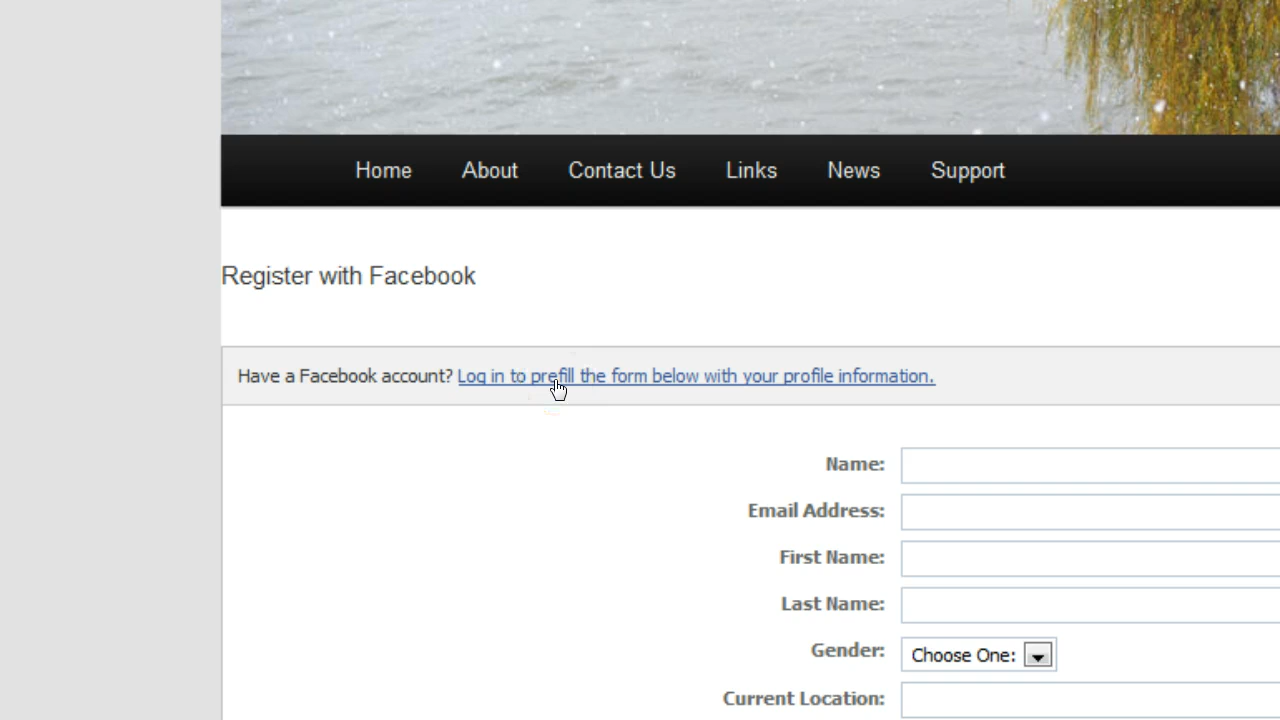 Home About Contact Us Links News Support
Register with Facebook
Have a Facebook account? Log in to prefill the form below with your profile information.
Name:
Email Address:
First Name:
Last Name:
Gender: Choose One:
Current Location: